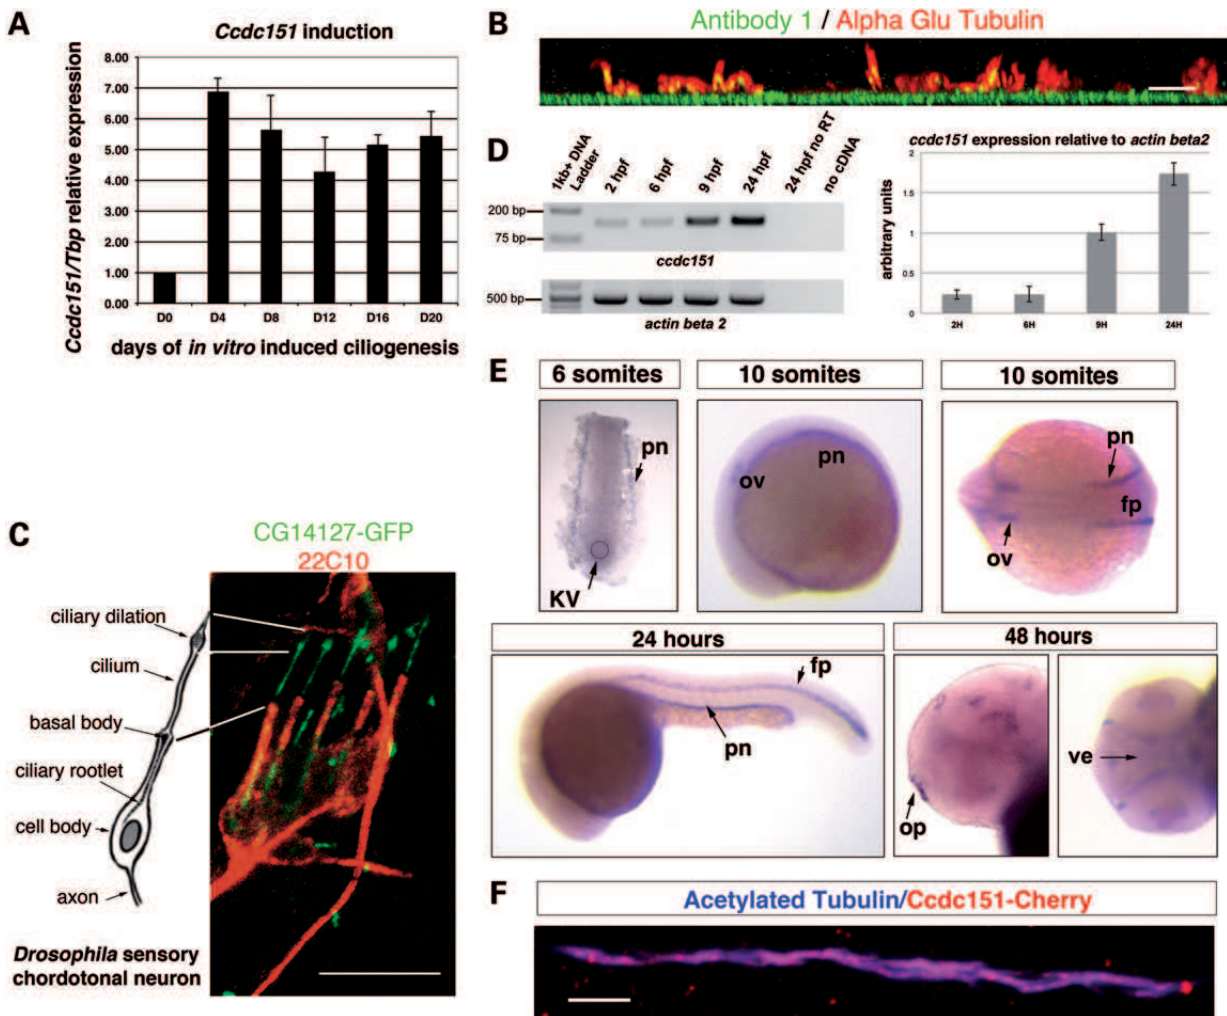 A
Ccdc151 induction
Ccdc151/Tbp relative expression
8.00
7.00
6.00
5.00
4.00
3.00
2.00
1.00
0.00
D0 D4 D8 D12 D16 D20
days of in vitro induced ciliogenesis
B
Antibody 1 / Alpha Glu Tubulin
D
1kb+ DNA
Ladder
2 hpf
6 hpf
9 hpf
24 hpf
24 hpf no RT
no cDNA
200 bp
75 bp
ccdc151
500 bp
actin beta 2
ccdc151 expression relative to actin beta2
arbitrary units
2
1.5
1
0.5
0
2H 6H 9H 24H
C
CG14127-GFP
22C10
ciliary dilation
cilium
basal body
ciliary rootlet
cell body
axon
Drosophila sensory
chordotonal neuron
E
6 somites
10 somites
10 somites
pn
KV
pn
ov
pn
fp
ov
24 hours
48 hours
fp
pn
op
ve
F
Acetylated Tubulin/Ccdc151-Cherry